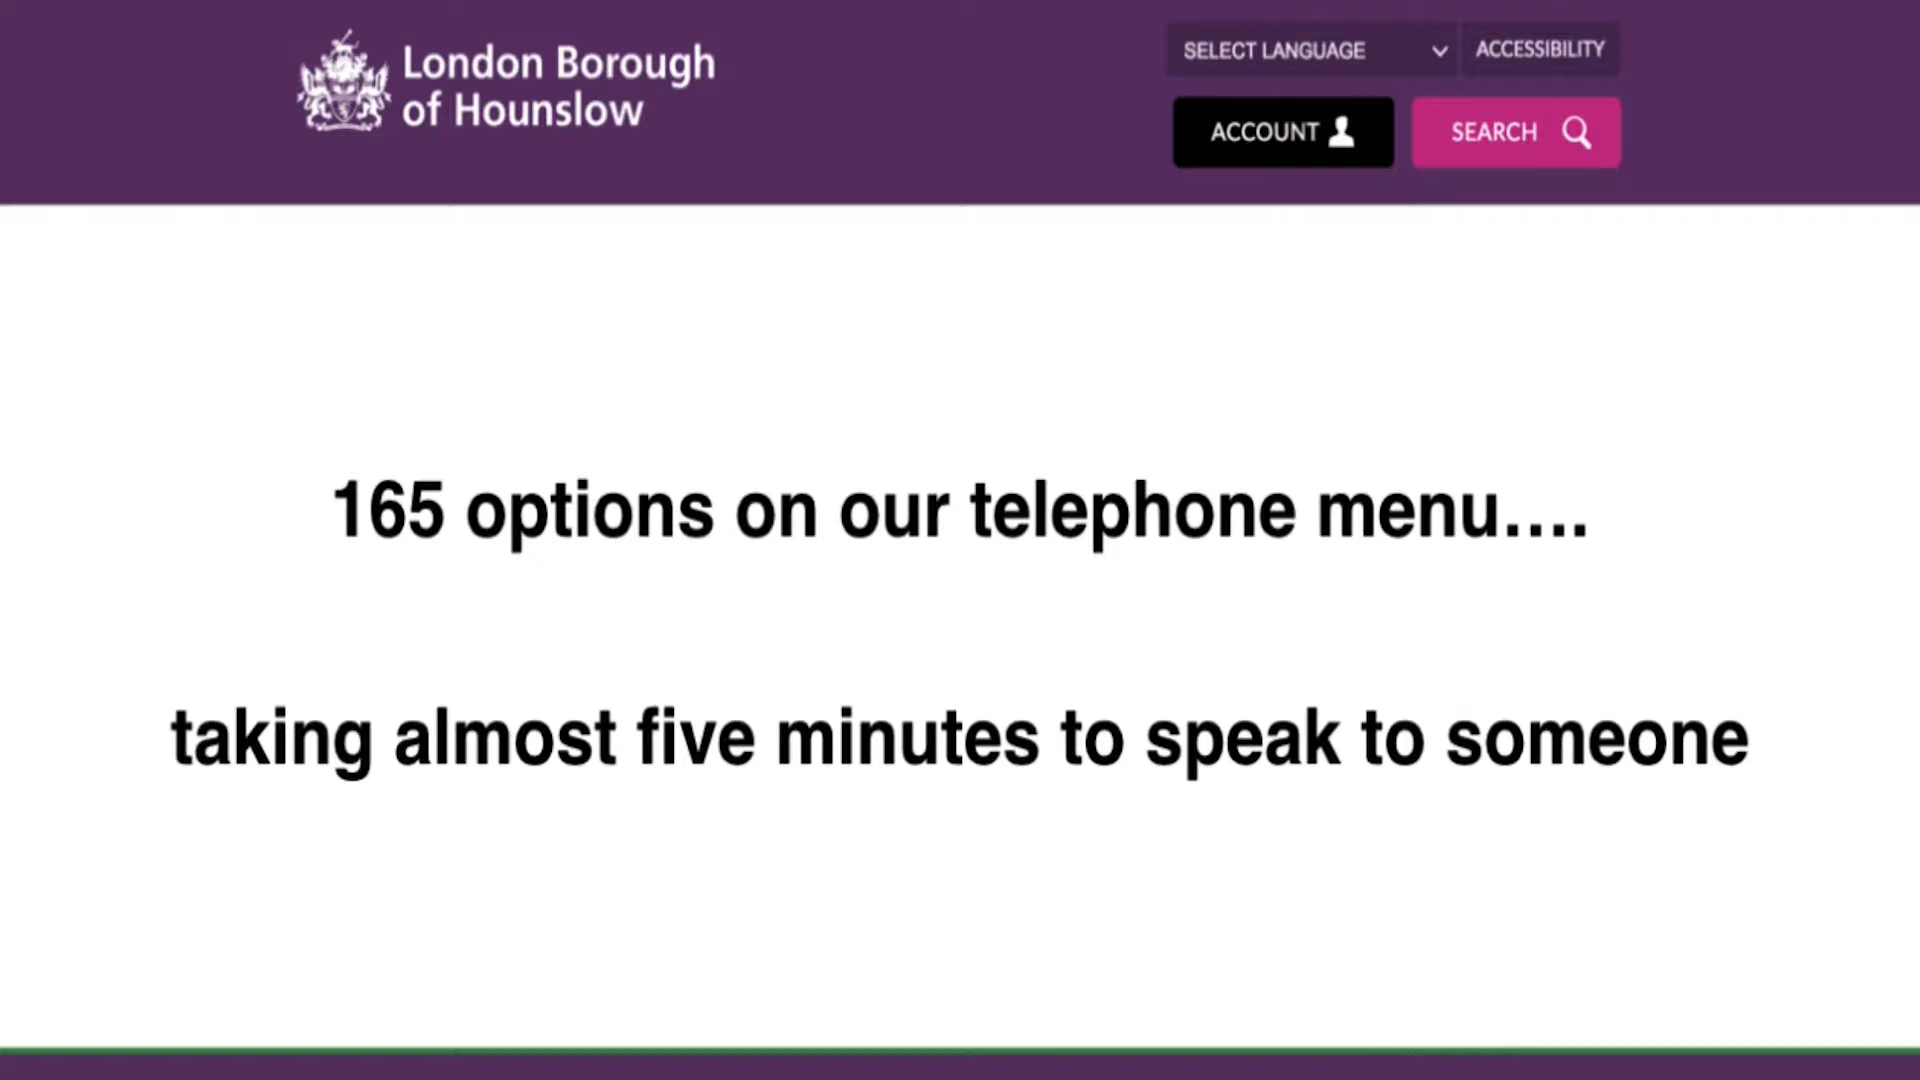 London Borough
of Hounslow
SELECT LANGUAGE
ACCESSIBILITY
ACCOUNT
SEARCH
165 options on our telephone menu....
taking almost five minutes to speak to someone